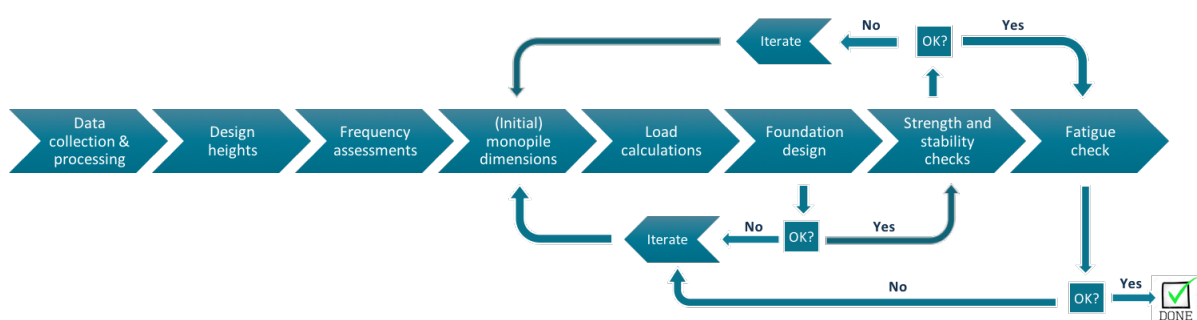 No
Yes
Iterate
OK?
Data
collection &
processing
Design
heights
Frequency
assessments
(Initial)
monopile
dimensions
Load
calculations
Foundation
design
Strength and
stability
checks
Fatigue
check
Iterate
No
OK?
Yes
No
OK?
Yes
DONE